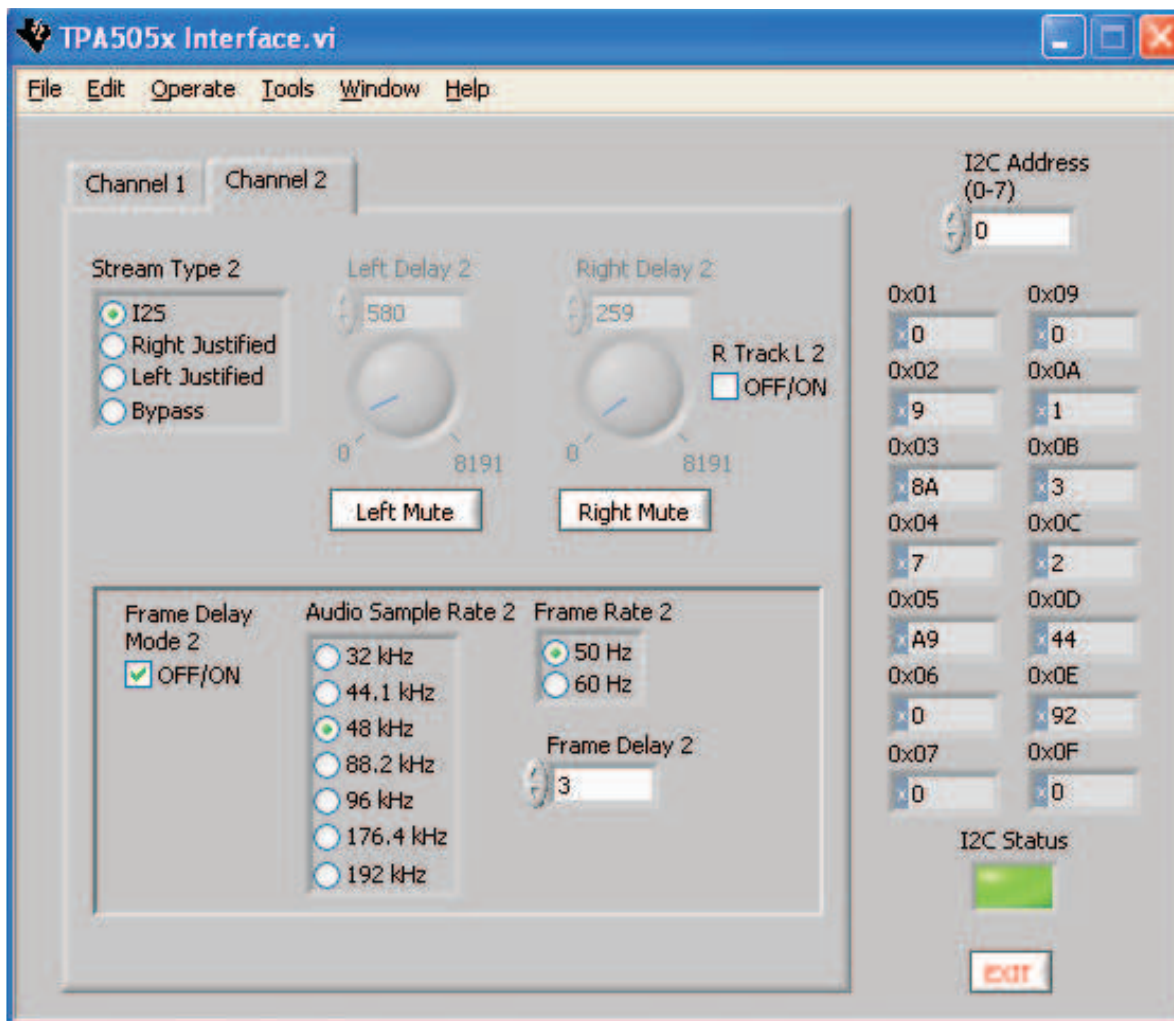 TPA505x Interface.vi
File Edit Operate Tools Window Help
Channel 1 Channel 2
I2C Address
(0-7)
0
Stream Type 2
I2S
Right Justified
Left Justified
Bypass
Left Delay 2
580
0 8191
Left Mute
Right Delay 2
259
0 8191
Right Mute
R Track L 2
OFF/ON
Frame Delay
Mode 2
OFF/ON
Audio Sample Rate 2
32 kHz
44.1 kHz
48 kHz
88.2 kHz
96 kHz
176.4 kHz
192 kHz
Frame Rate 2
50 Hz
60 Hz
Frame Delay 2
3
0x01 0x09
x 0 x 0
0x02 0x0A
x 9 x 1
0x03 0x0B
x 8A x 3
0x04 0x0C
x 7 x 2
0x05 0x0D
x A9 x 44
0x06 0x0E
x 0 x 92
0x07 0x0F
x 0 x 0
I2C Status
EXIT